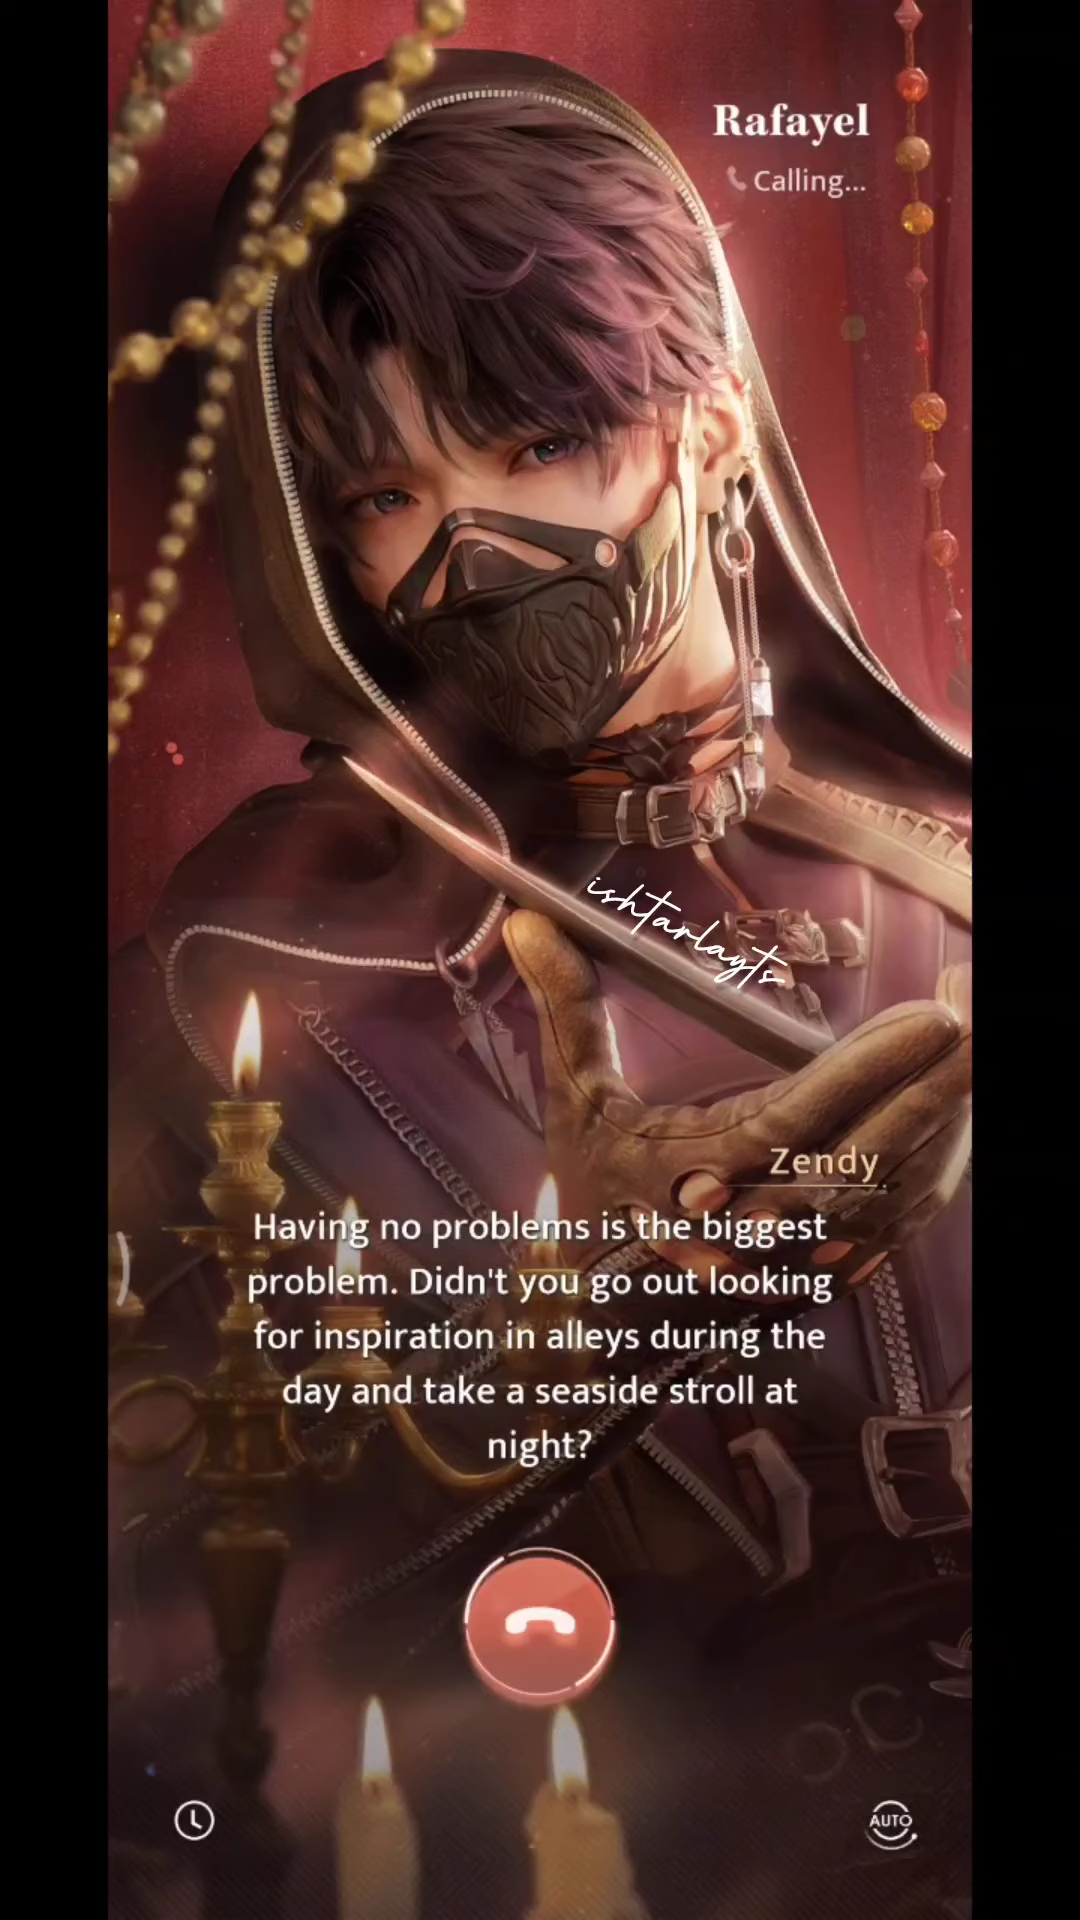 Rafayel
Calling...
ishtarlayts
Zendy
Having no problems is the biggest
problem. Didn't you go out looking
for inspiration in alleys during the
day and take a seaside stroll at
night?
AUTO